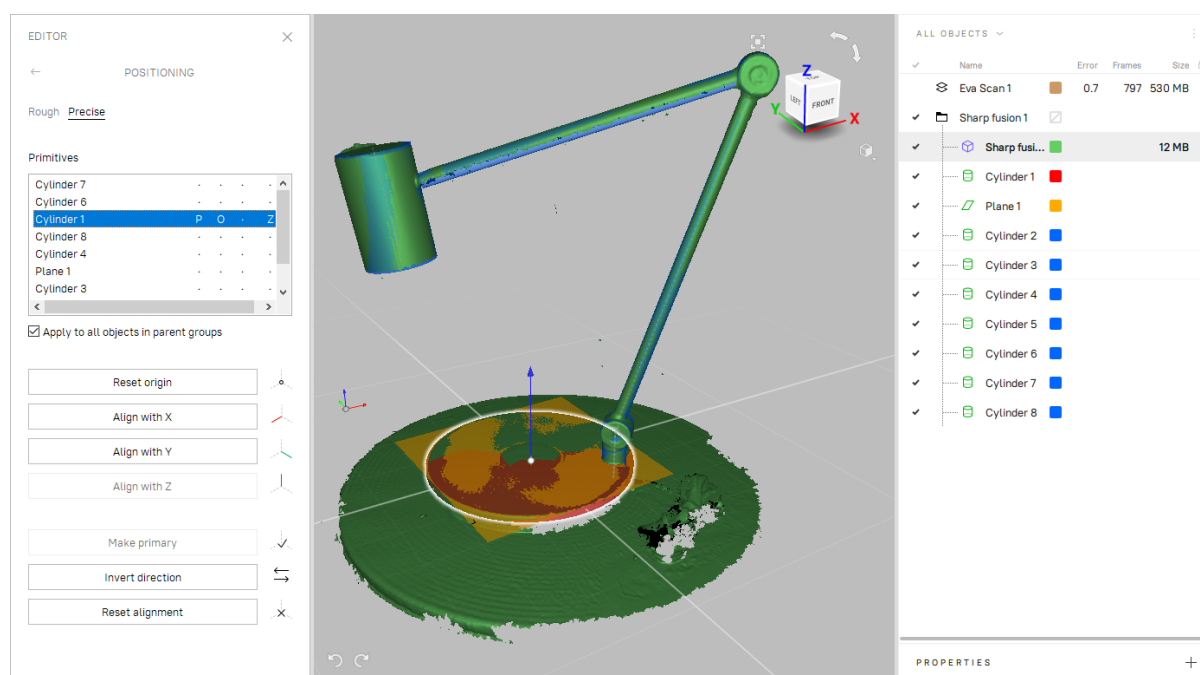 EDITOR
POSITIONING
Rough Precise
Primitives
Cylinder 7
Cylinder 6
Cylinder 1 P O · Z
Cylinder 8
Cylinder 4
Plane 1
Cylinder 3
Apply to all objects in parent groups
Reset origin
Align with X
Align with Y
Align with Z
Make primary
Invert direction
Reset alignment
Z
LEFT FRONT
Y X
ALL OBJECTS
Name Error Frames Size
Eva Scan 1 0.7 797 530 MB
Sharp fusion 1
Sharp fusi... 12 MB
Cylinder 1
Plane 1
Cylinder 2
Cylinder 3
Cylinder 4
Cylinder 5
Cylinder 6
Cylinder 7
Cylinder 8
PROPERTIES